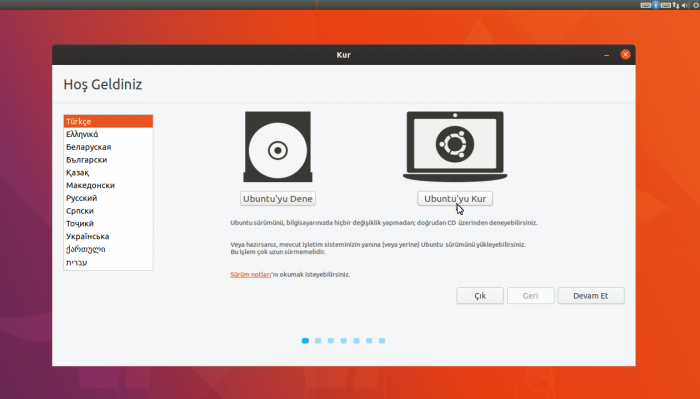 Kur
Hoş Geldiniz
Türkçe
Ελληνικά
Беларуская
Български
Қазақ
Македонски
Русский
Српски
Тоҷикӣ
Українська
ქართული
עברית
Ubuntu'yu Dene
Ubuntu'yu Kur
Ubuntu sürümünü, bilgisayarınızda hiçbir değişiklik yapmadan; doğrudan CD üzerinden deneyebilirsiniz.
Veya hazırsanız, mevcut işletim sisteminizin yanına (veya yerine) Ubuntu sürümünü yükleyebilirsiniz.
Bu işlem çok uzun sürmemelidir.
Sürüm notları'nı okumak isteyebilirsiniz.
Çık
Geri
Devam Et